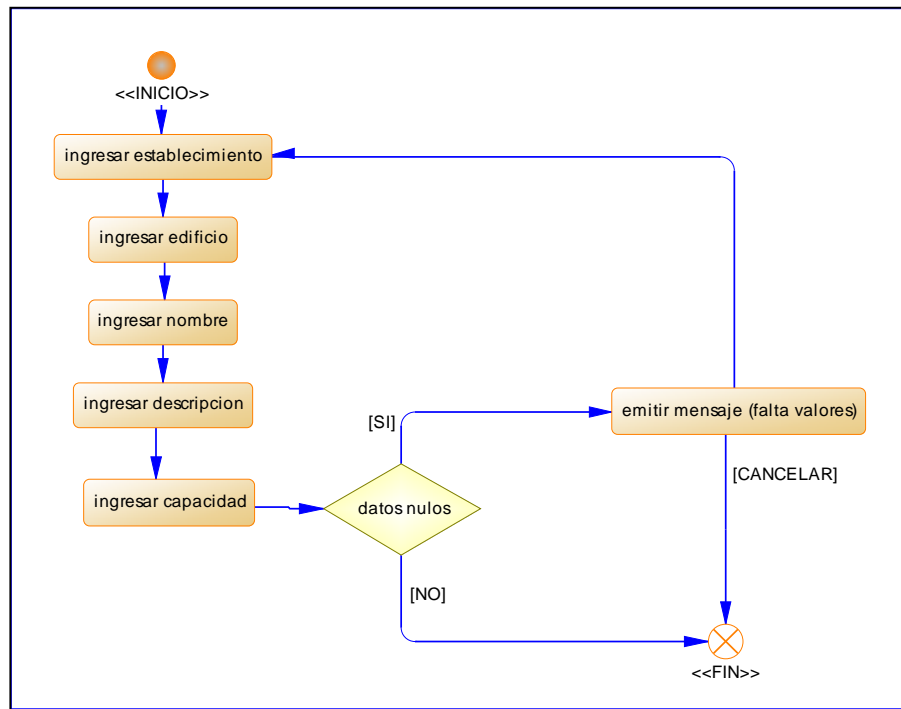 <<INICIO>>
ingresar establecimiento
ingresar edificio
ingresar nombre
ingresar descripcion
ingresar capacidad
datos nulos
[SI]
emitir mensaje (falta valores)
[CANCELAR]
[NO]
<<FIN>>